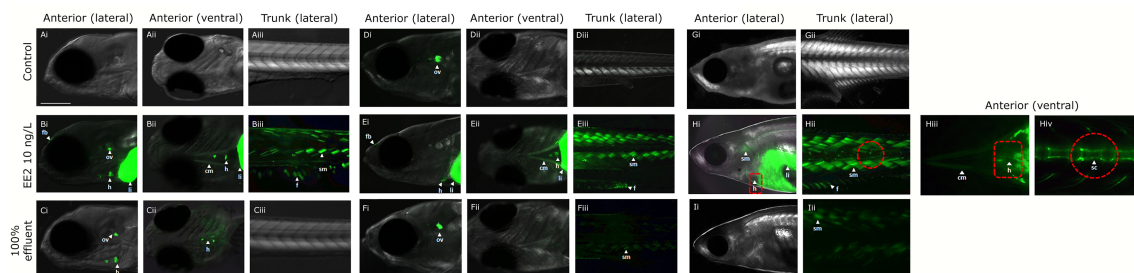 Anterior (lateral) Anterior (ventral) Trunk (lateral) Anterior (lateral) Anterior (ventral) Trunk (lateral) Anterior (lateral) Trunk (lateral)
Control
Ai Aii Aiii Di Dii Diii Gi Gii
ov
Anterior (ventral)
EE2 10 ng/L
Bi Bii Biii Ei Eii Eiii Hi Hii Hiii Hiv
fb ov h li cm h li sm f fb h li cm h li sm f sm h li sm f cm h sc
100% effluent
Ci Cii Ciii Fi Fii Fiii Ii Iii
ov h h ov sm sm